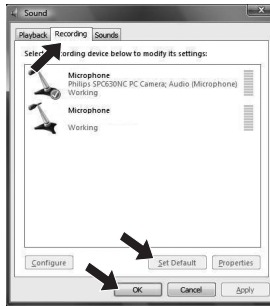 Sound
Playback Recording Sounds
Select recording device below to modify its settings:
Microphone
Philips SPC630NC PC Camera; Audio (Microphone)
Working
Microphone
Working
Configure Set Default Properties
OK Cancel Apply